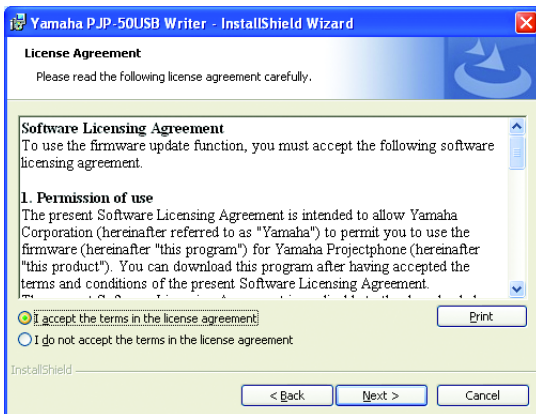 Yamaha PJP-50USB Writer - InstallShield Wizard
License Agreement
Please read the following license agreement carefully.
Software Licensing Agreement
To use the firmware update function, you must accept the following software
licensing agreement.
1. Permission of use
The present Software Licensing Agreement is intended to allow Yamaha
Corporation (hereinafter referred to as "Yamaha") to permit you to use the
firmware (hereinafter "this program") for Yamaha Projectphone (hereinafter
"this product"). You can download this program after having accepted the
terms and conditions of the present Software Licensing Agreement.
I accept the terms in the license agreement
Print
I do not accept the terms in the license agreement
InstallShield
< Back
Next >
Cancel